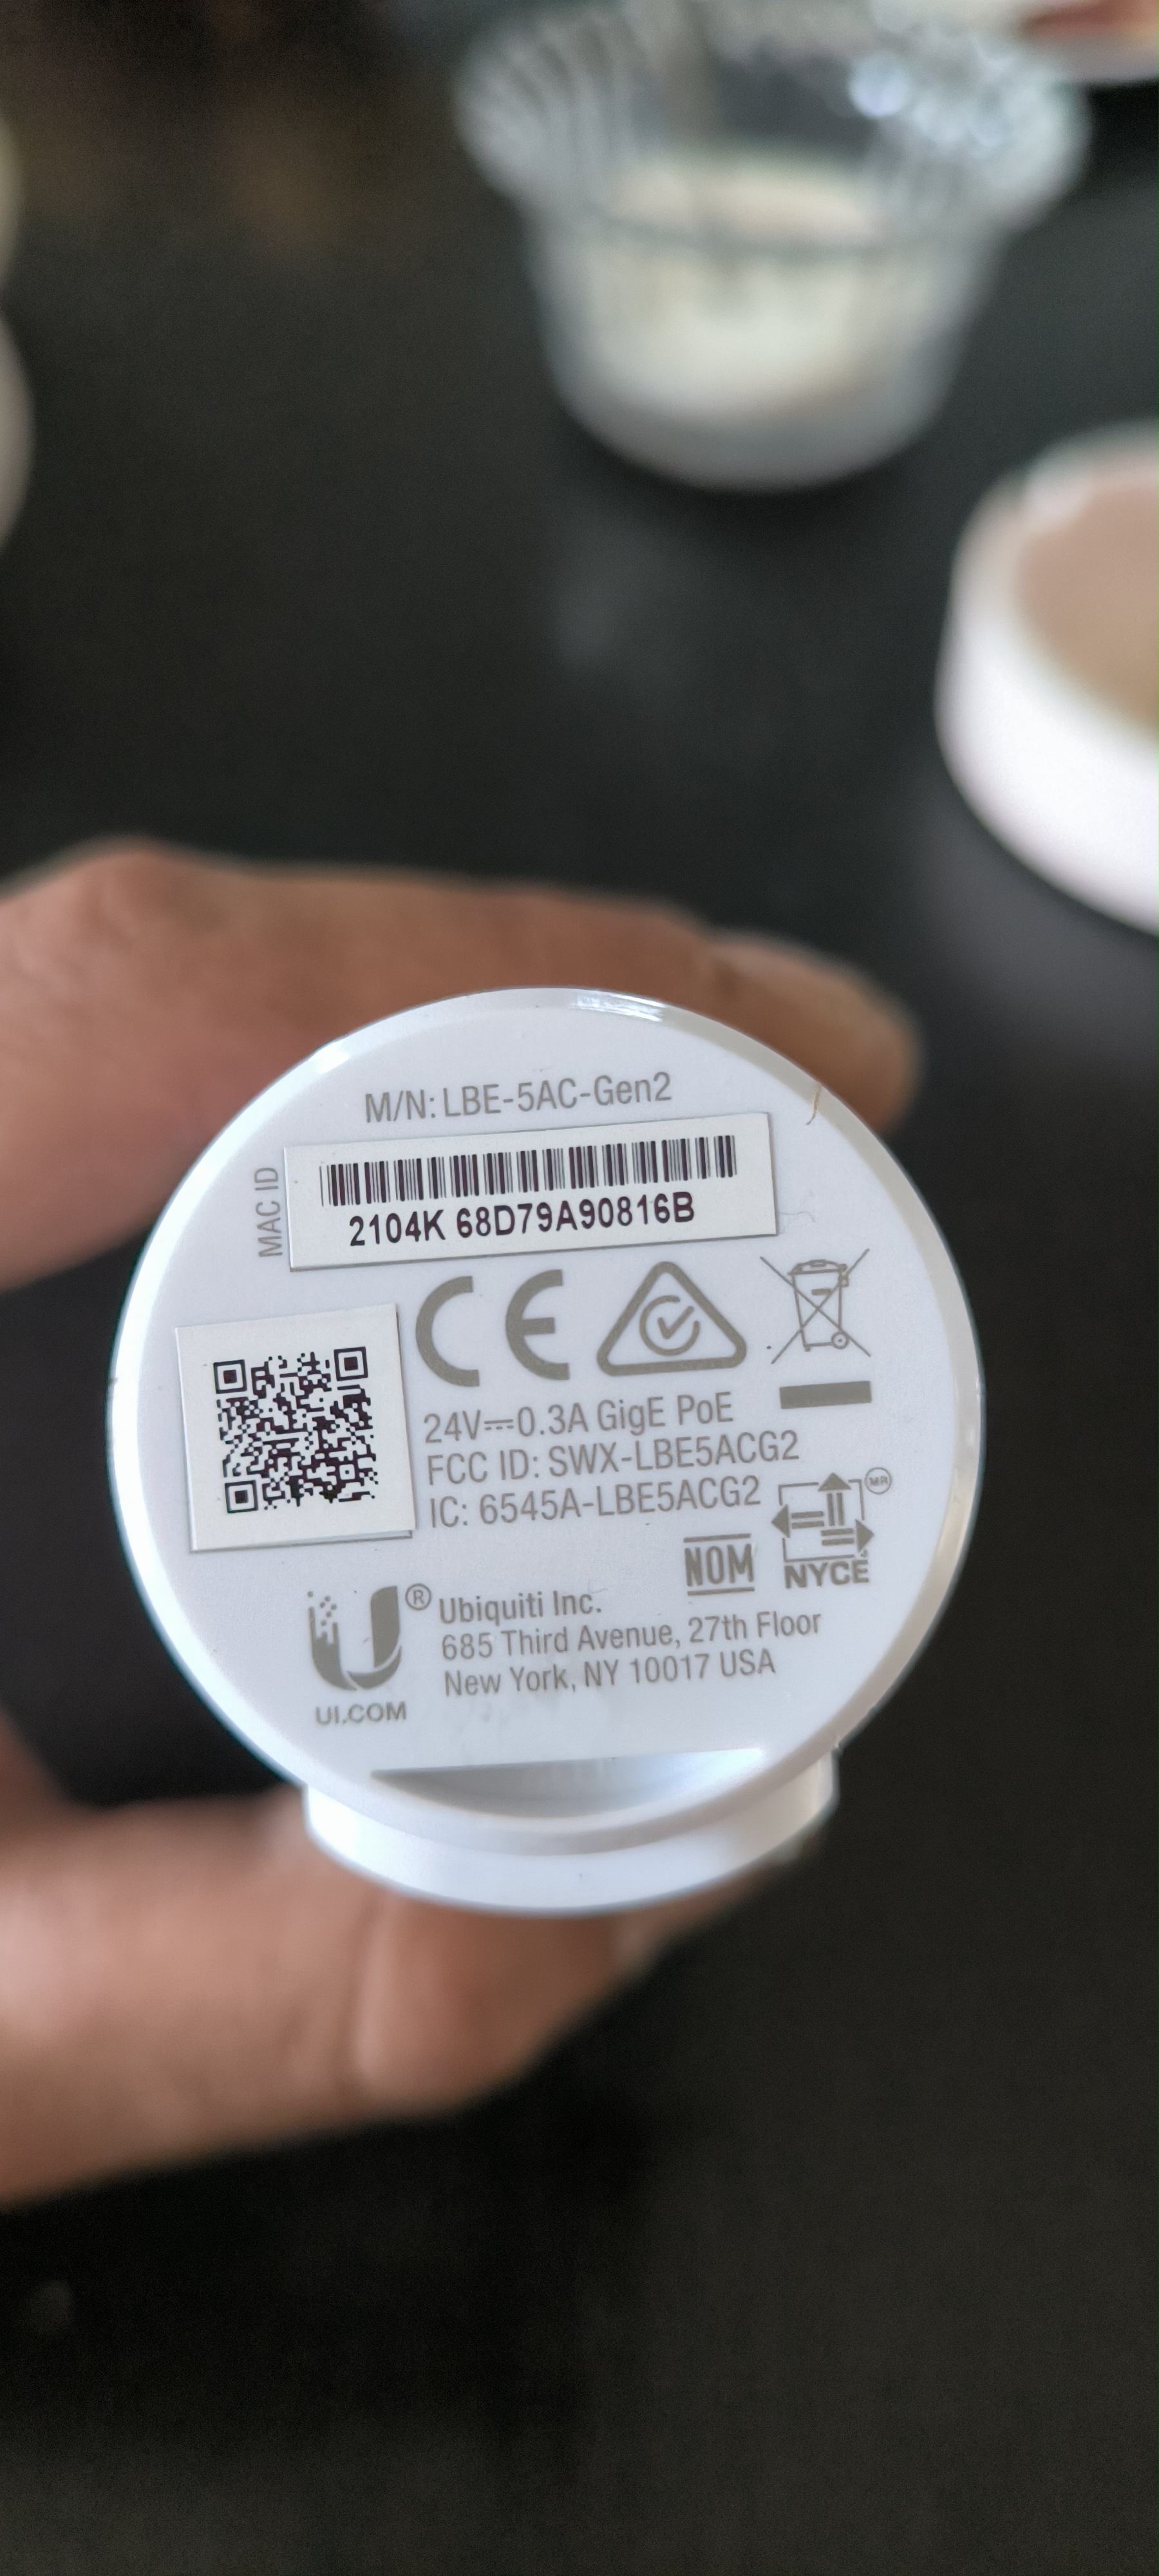 M/N: LBE-5AC-Gen2
MAC ID
2104K 68D79A90816B
CE
24V⎓0.3A GigE PoE
FCC ID: SWX-LBE5ACG2
IC: 6545A-LBE5ACG2
MR
NOM
NYCE
U®
Ubiquiti Inc.
685 Third Avenue, 27th Floor
New York, NY 10017 USA
UI.COM